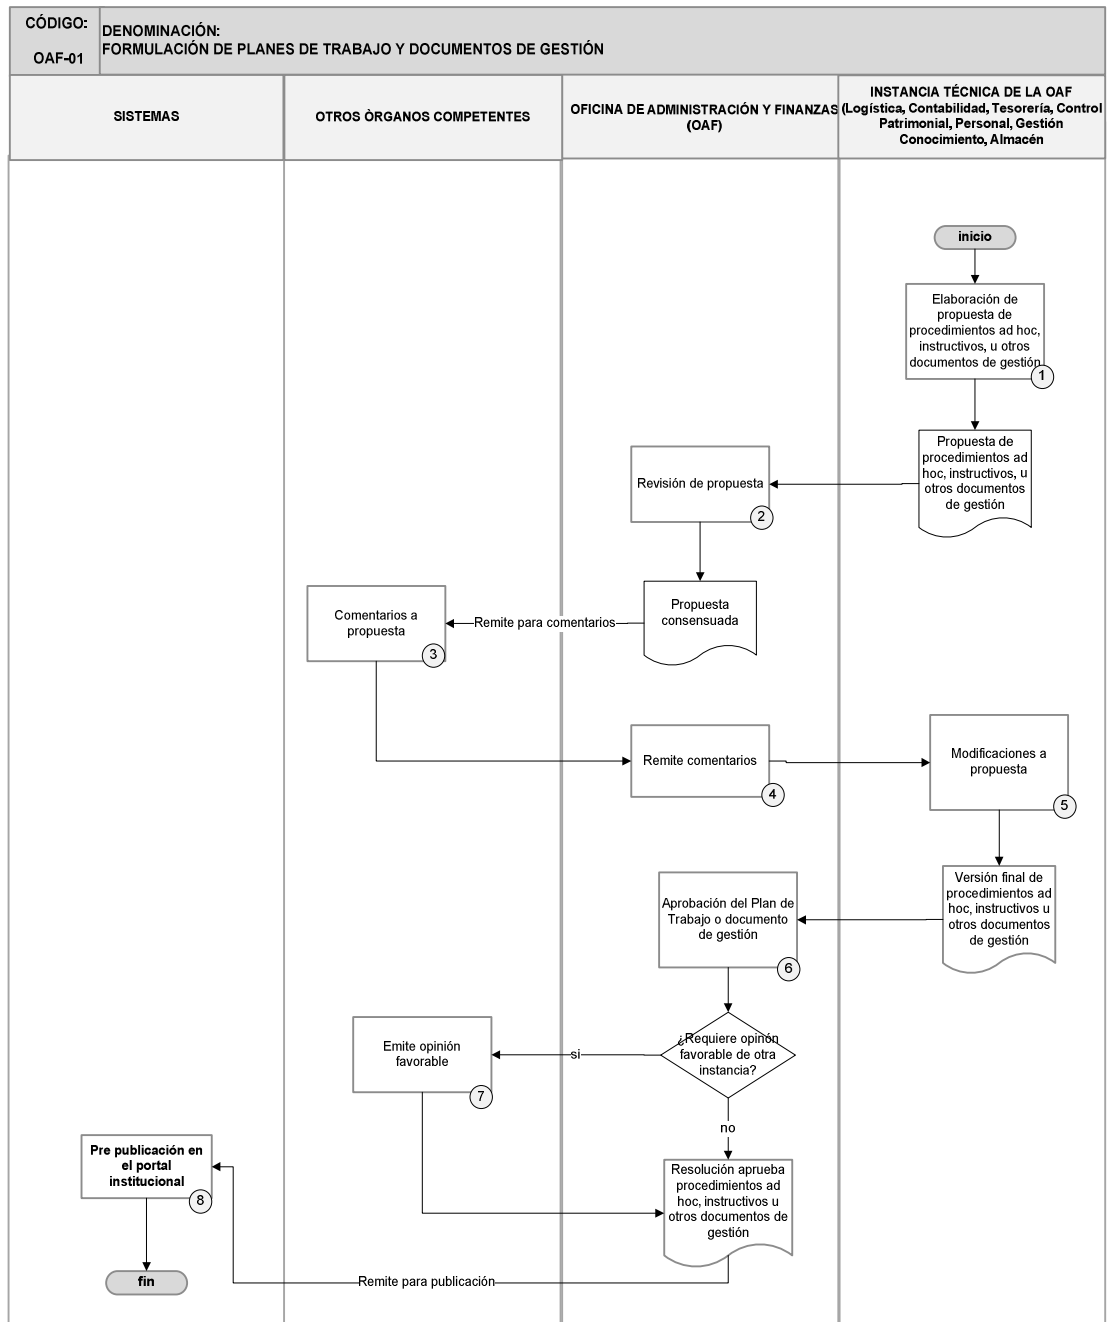 CÓDIGO:
OAF-01
DENOMINACIÓN:
FORMULACIÓN DE PLANES DE TRABAJO Y DOCUMENTOS DE GESTIÓN
SISTEMAS
OTROS ÒRGANOS COMPETENTES
OFICINA DE ADMINISTRACIÓN Y FINANZAS
(OAF)
INSTANCIA TÉCNICA DE LA OAF
(Logística, Contabilidad, Tesorería, Control
Patrimonial, Personal, Gestión
Conocimiento, Almacén
inicio
Elaboración de
propuesta de
procedimientos ad hoc,
instructivos, u otros
documentos de gestión
1
Propuesta de
procedimientos ad
hoc, instructivos, u
otros documentos
de gestión
Revisión de propuesta
2
Propuesta
consensuada
Remite para comentarios
Comentarios a
propuesta
3
Remite comentarios
4
Modificaciones a
propuesta
5
Versión final de
procedimientos ad
hoc, instructivos u
otros documentos
de gestión
Aprobación del Plan de
Trabajo o documento
de gestión
6
¿Requiere opinón
favorable de otra
instancia?
si
Emite opinión
favorable
7
no
Resolución aprueba
procedimientos ad
hoc, instructivos u
otros documentos de
gestión
Remite para publicación
Pre publicación en
el portal
institucional
8
fin